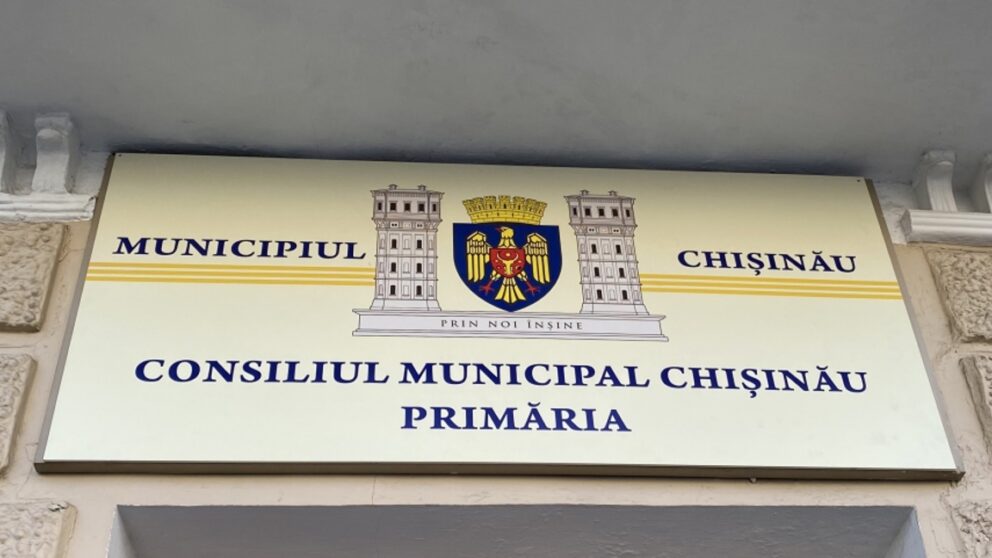 MUNICIPIUL CHIȘINĂU
PRIN NOI ÎNȘINE
CONSILIUL MUNICIPAL CHIȘINĂU
PRIMĂRIA